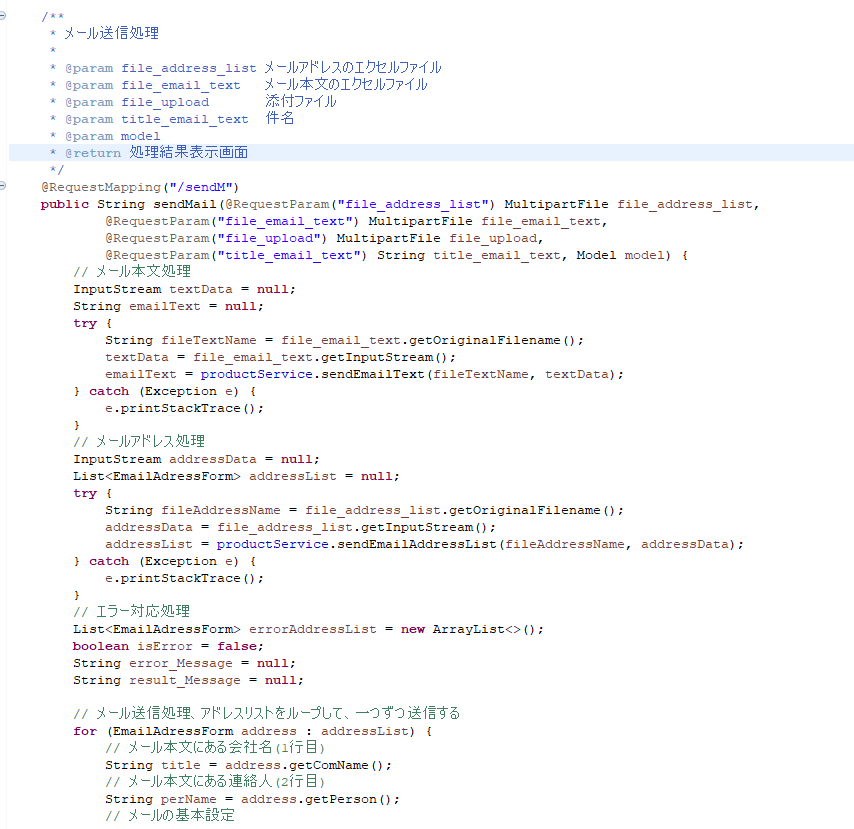 /**
 * メール送信処理
 *
 * @param file_address_list メールアドレスのエクセルファイル
 * @param file_email_text   メール本文のエクセルファイル
 * @param file_upload       添付ファイル
 * @param title_email_text  件名
 * @param model
 * @return 処理結果表示画面
 */
@RequestMapping("/sendM")
public String sendMail(@RequestParam("file_address_list") MultipartFile file_address_list,
        @RequestParam("file_email_text") MultipartFile file_email_text,
        @RequestParam("file_upload") MultipartFile file_upload,
        @RequestParam("title_email_text") String title_email_text, Model model) {
    // メール本文処理
    InputStream textData = null;
    String emailText = null;
    try {
        String fileTextName = file_email_text.getOriginalFilename();
        textData = file_email_text.getInputStream();
        emailText = productService.sendEmailText(fileTextName, textData);
    } catch (Exception e) {
        e.printStackTrace();
    }
    // メールアドレス処理
    InputStream addressData = null;
    List<EmailAdressForm> addressList = null;
    try {
        String fileAddressName = file_address_list.getOriginalFilename();
        addressData = file_address_list.getInputStream();
        addressList = productService.sendEmailAddressList(fileAddressName, addressData);
    } catch (Exception e) {
        e.printStackTrace();
    }
    // エラー対応処理
    List<EmailAdressForm> errorAddressList = new ArrayList<>();
    boolean isError = false;
    String error_Message = null;
    String result_Message = null;

    // メール送信処理、アドレスリストをループして、一つずつ送信する
    for (EmailAdressForm address : addressList) {
        // メール本文にある会社名(1行目)
        String title = address.getComName();
        // メール本文にある連絡人(2行目)
        String perName = address.getPerson();
        // メールの基本設定